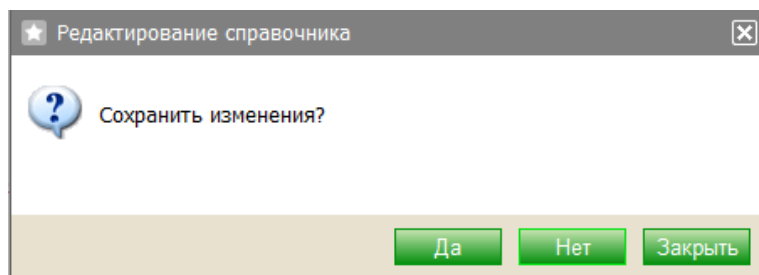 Редактирование справочника
Сохранить изменения?
Да Нет Закрыть